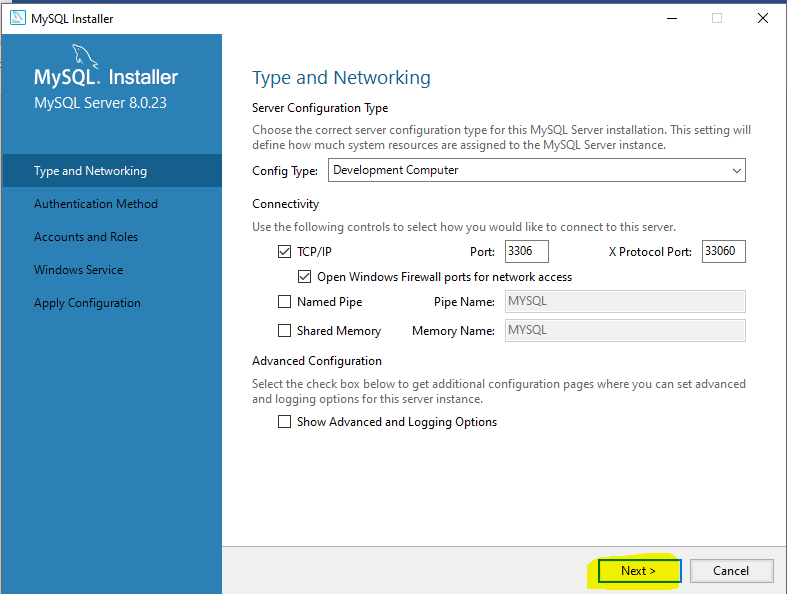 MySQL Installer
MySQL. Installer
MySQL Server 8.0.23
Type and Networking
Authentication Method
Accounts and Roles
Windows Service
Apply Configuration
Type and Networking
Server Configuration Type
Choose the correct server configuration type for this MySQL Server installation. This setting will
define how much system resources are assigned to the MySQL Server instance.
Config Type: Development Computer
Connectivity
Use the following controls to select how you would like to connect to this server.
TCP/IP Port: 3306 X Protocol Port: 33060
Open Windows Firewall ports for network access
Named Pipe Pipe Name: MYSQL
Shared Memory Memory Name: MYSQL
Advanced Configuration
Select the check box below to get additional configuration pages where you can set advanced
and logging options for this server instance.
Show Advanced and Logging Options
Next > Cancel